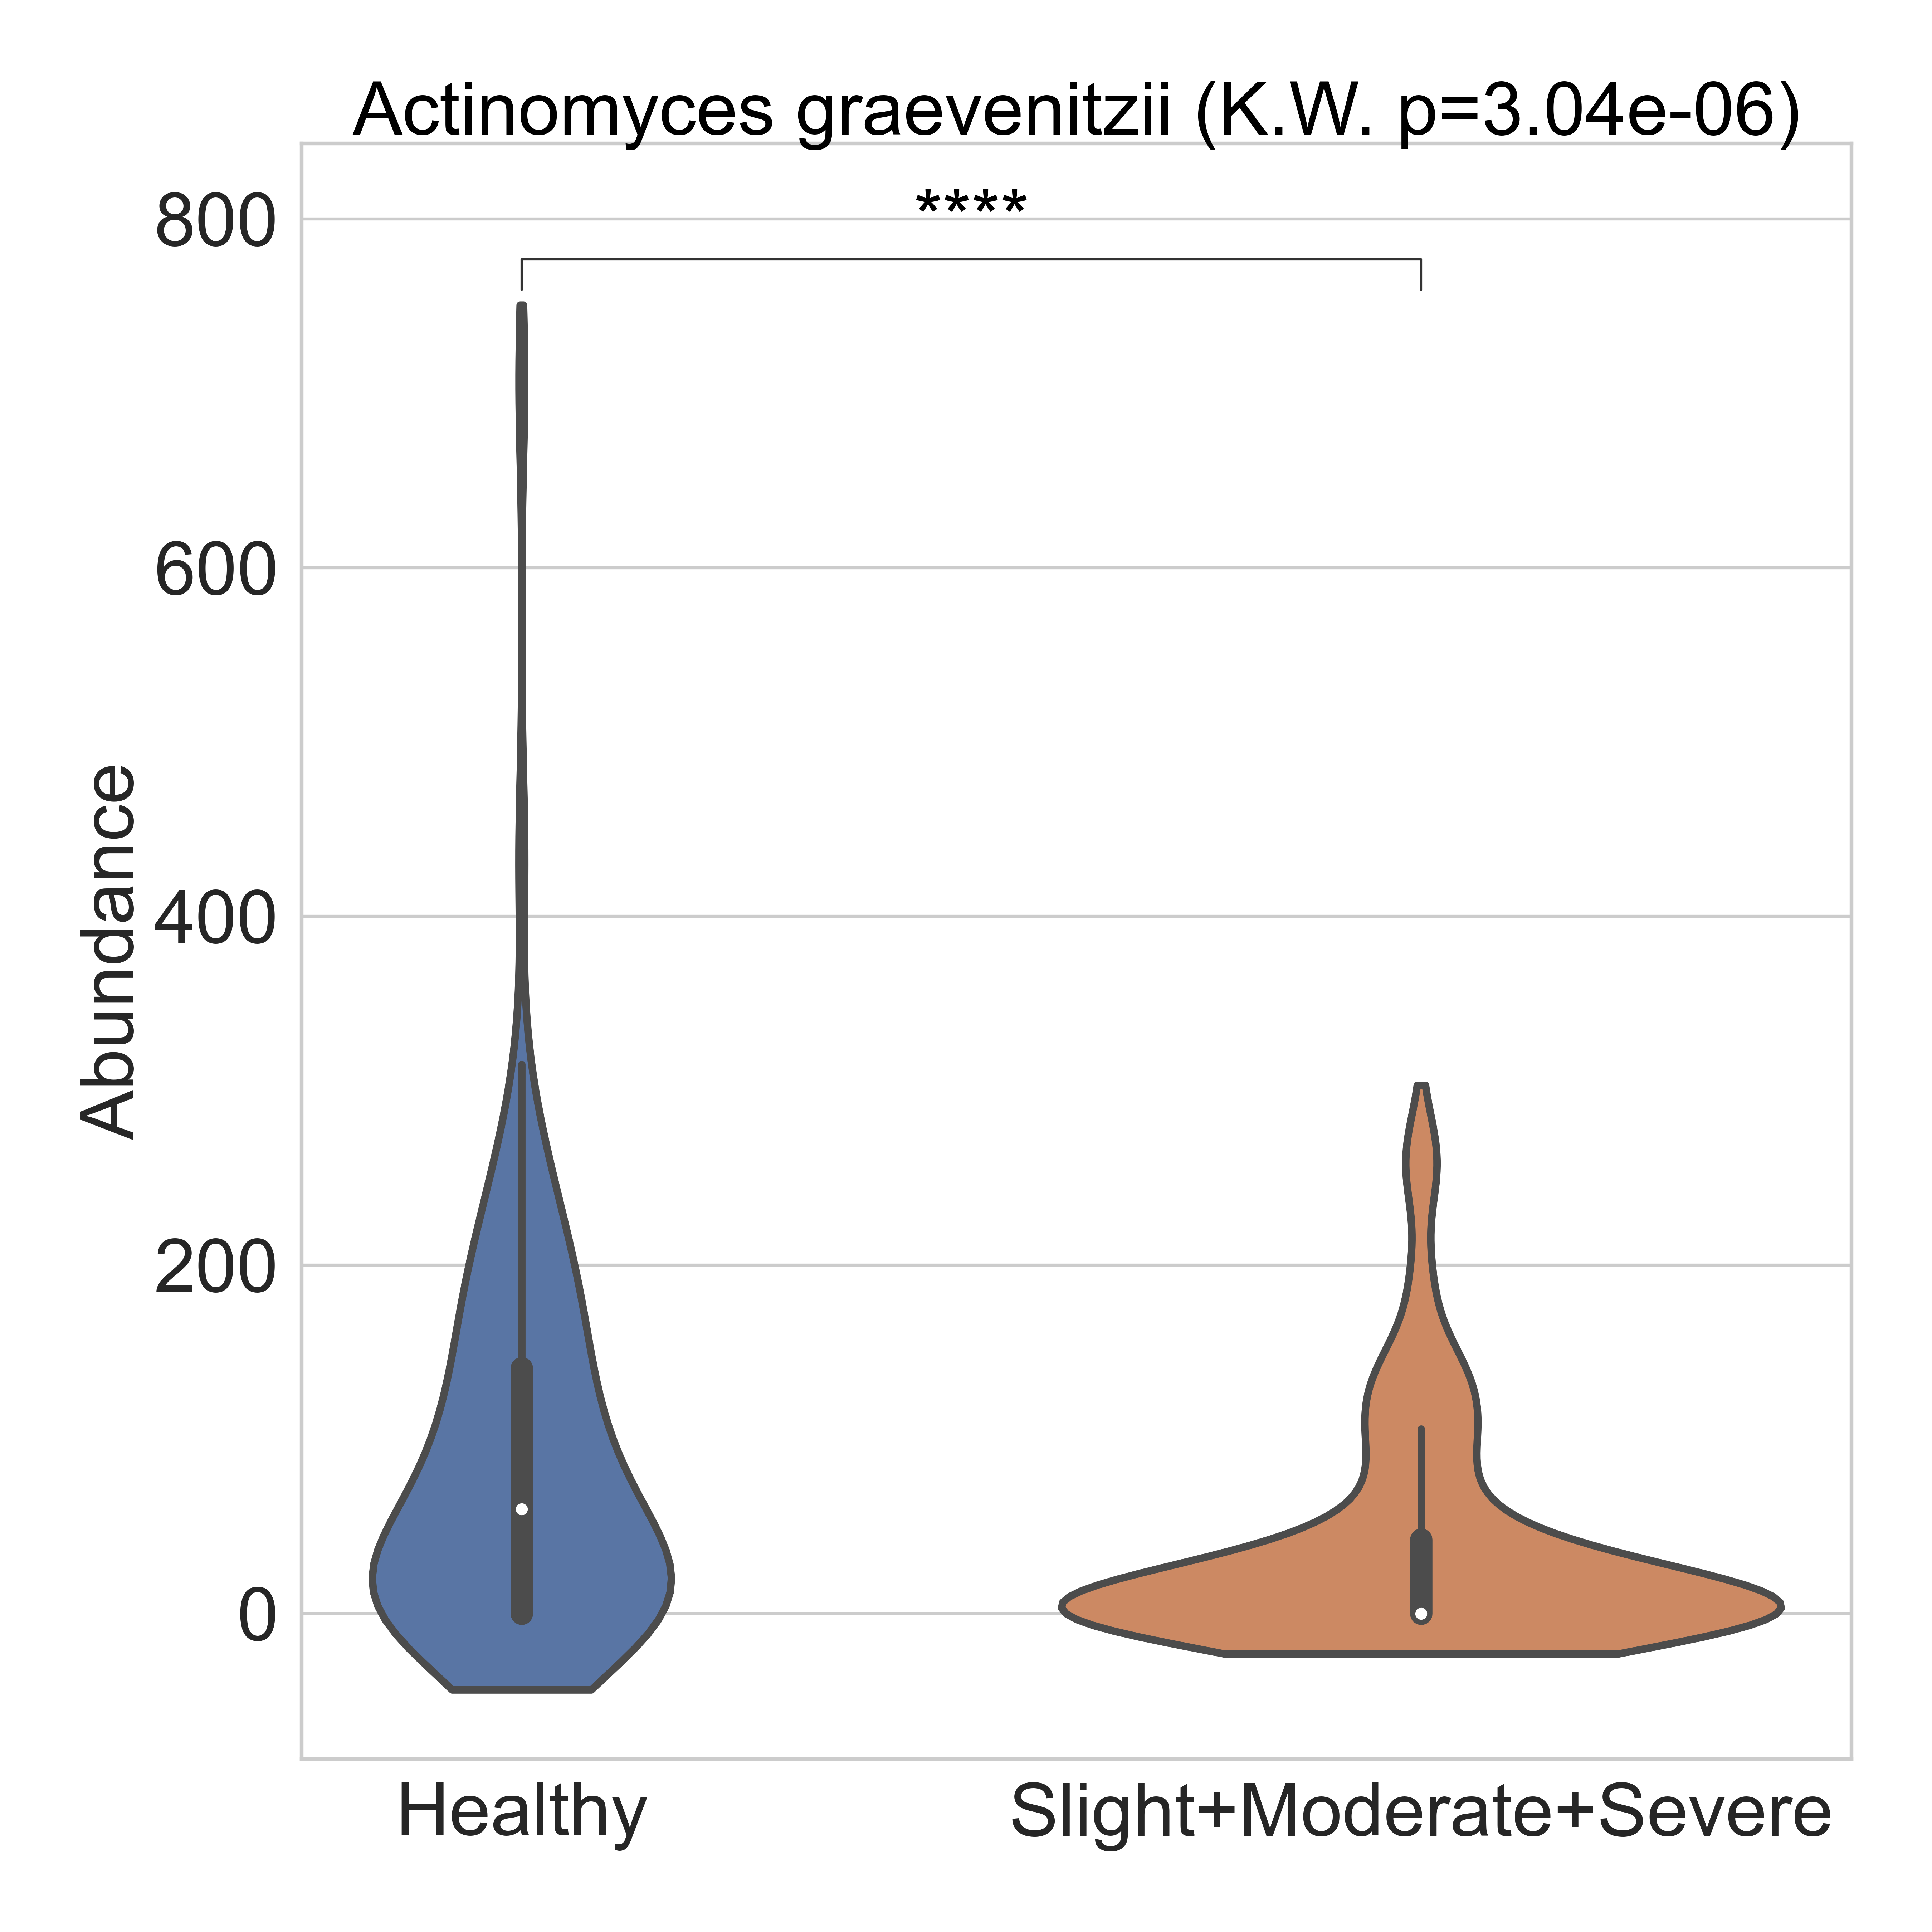 Actinomyces graevenitzii (K.W. p=3.04e-06)
****
800
600
400
200
0
Abundance
Healthy
Slight+Moderate+Severe